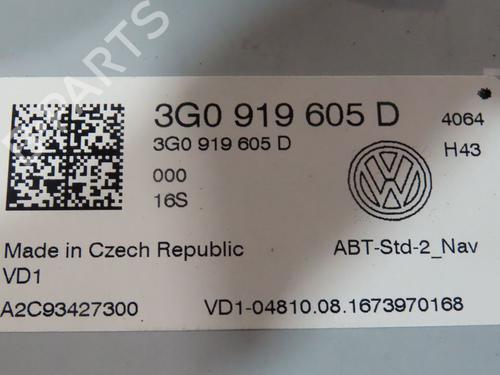 3G0 919 605 D 4064
3G0 919 605 D H43
000
16S
Made in Czech Republic ABT-Std-2_Nav
VD1
A2C93427300 VD1-04810.08.1673970168